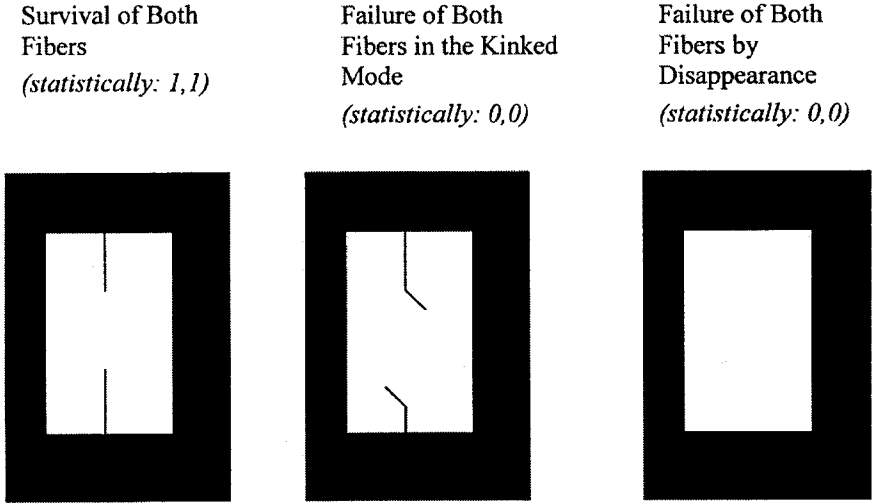 Survival of Both
Fibers
(statistically: 1,1)
Failure of Both
Fibers in the Kinked
Mode
(statistically: 0,0)
Failure of Both
Fibers by
Disappearance
(statistically: 0,0)